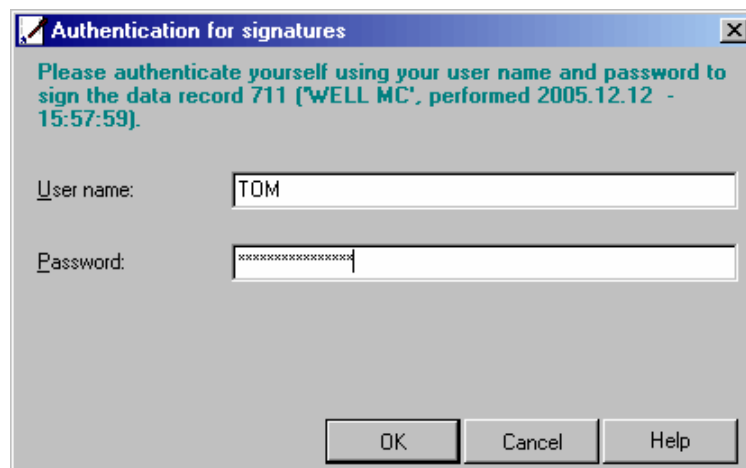 Authentication for signatures
Please authenticate yourself using your user name and password to
sign the data record 711 ('WELL MC', performed 2005.12.12 -
15:57:59).
User name: TOM
Password: ****************
OK Cancel Help